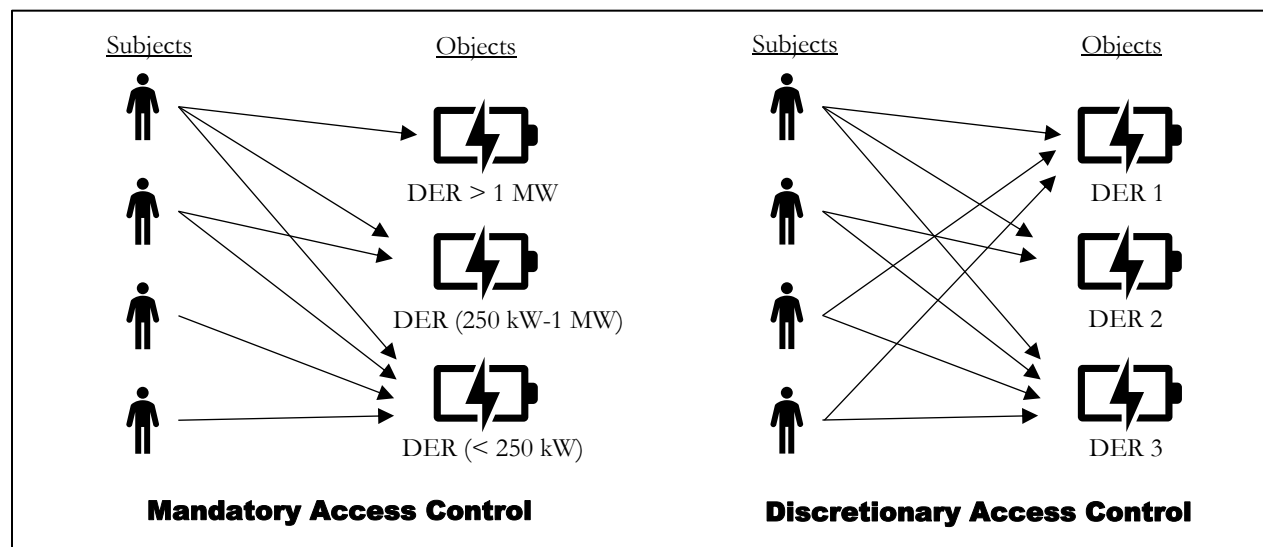 Subjects
Objects
DER > 1 MW
DER (250 kW-1 MW)
DER (< 250 kW)
Mandatory Access Control
Subjects
Objects
DER 1
DER 2
DER 3
Discretionary Access Control